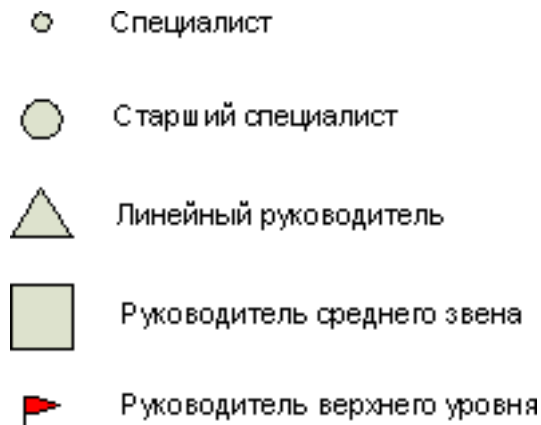 Специалист
Старший специалист
Линейный руководитель
Руководитель среднего звена
Руководитель верхнего уровня